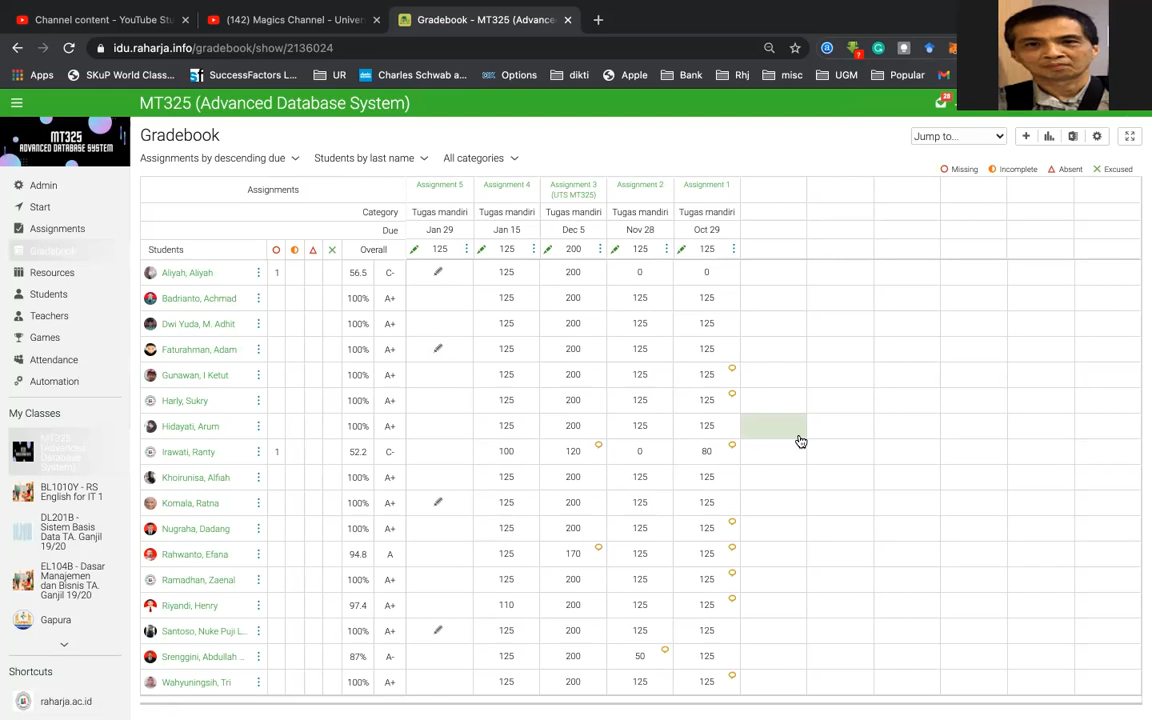 Channel content - YouTube Stu
(142) Magics Channel - Univer
Gradebook - MT325 (Advance
idu.raharja.info/gradebook/show/2136024
Apps SKuP World Class... SuccessFactors L... UR Charles Schwab a... Options dikti Apple Bank Rhj misc UGM Popular
MT325 (Advanced Database System)
28
MT325
ADVANCED DATABASE SYSTEM
Admin
Start
Assignments
Gradebook
Resources
Students
Teachers
Games
Attendance
Automation
My Classes
MT325
(Advanced
Database
System)
BL1010Y - RS
English for IT 1
DL201B -
Sistem Basis
Data TA. Ganjil
19/20
EL104B - Dasar
Manajemen
dan Bisnis TA.
Ganjil 19/20
Gapura
Shortcuts
raharja.ac.id
Gradebook
Jump to...
Assignments by descending due Students by last name All categories
Missing Incomplete Absent Excused
Assignments Assignment 5 Assignment 4 Assignment 3 (UTS MT325) Assignment 2 Assignment 1
Category Tugas mandiri Tugas mandiri Tugas mandiri Tugas mandiri Tugas mandiri
Due Jan 29 Jan 15 Dec 5 Nov 28 Oct 29
Students Overall 125 125 200 125 125
Aliyah, Aliyah 1 56.5 C- 125 200 0 0
Badrianto, Achmad 100% A+ 125 200 125 125
Dwi Yuda, M. Adhit 100% A+ 125 200 125 125
Faturahman, Adam 100% A+ 125 200 125 125
Gunawan, I Ketut 100% A+ 125 200 125 125
Harly, Sukry 100% A+ 125 200 125 125
Hidayati, Arum 100% A+ 125 200 125 125
Irawati, Ranty 1 52.2 C- 100 120 0 80
Khoirunisa, Alfiah 100% A+ 125 200 125 125
Komala, Ratna 100% A+ 125 200 125 125
Nugraha, Dadang 100% A+ 125 200 125 125
Rahwanto, Efana 94.8 A 125 170 125 125
Ramadhan, Zaenal 100% A+ 125 200 125 125
Riyandi, Henry 97.4 A+ 110 200 125 125
Santoso, Nuke Puji L... 100% A+ 125 200 125 125
Srenggini, Abdullah ... 87% A- 125 200 50 125
Wahyuningsih, Tri 100% A+ 125 200 125 125